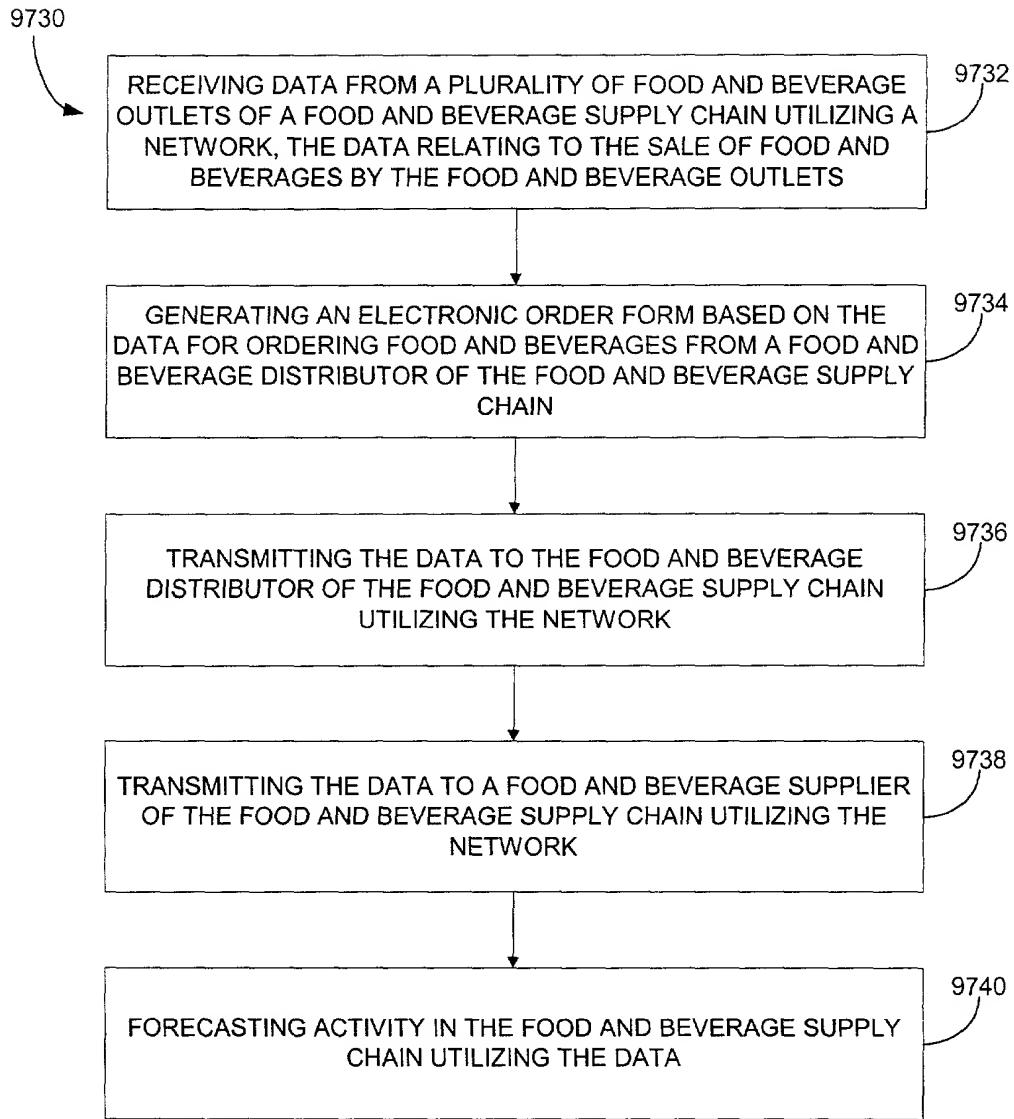 9730
RECEIVING DATA FROM A PLURALITY OF FOOD AND BEVERAGE
OUTLETS OF A FOOD AND BEVERAGE SUPPLY CHAIN UTILIZING A
NETWORK, THE DATA RELATING TO THE SALE OF FOOD AND
BEVERAGES BY THE FOOD AND BEVERAGE OUTLETS
9732
GENERATING AN ELECTRONIC ORDER FORM BASED ON THE
DATA FOR ORDERING FOOD AND BEVERAGES FROM A FOOD AND
BEVERAGE DISTRIBUTOR OF THE FOOD AND BEVERAGE SUPPLY
CHAIN
9734
TRANSMITTING THE DATA TO THE FOOD AND BEVERAGE
DISTRIBUTOR OF THE FOOD AND BEVERAGE SUPPLY CHAIN
UTILIZING THE NETWORK
9736
TRANSMITTING THE DATA TO A FOOD AND BEVERAGE SUPPLIER
OF THE FOOD AND BEVERAGE SUPPLY CHAIN UTILIZING THE
NETWORK
9738
FORECASTING ACTIVITY IN THE FOOD AND BEVERAGE SUPPLY
CHAIN UTILIZING THE DATA
9740